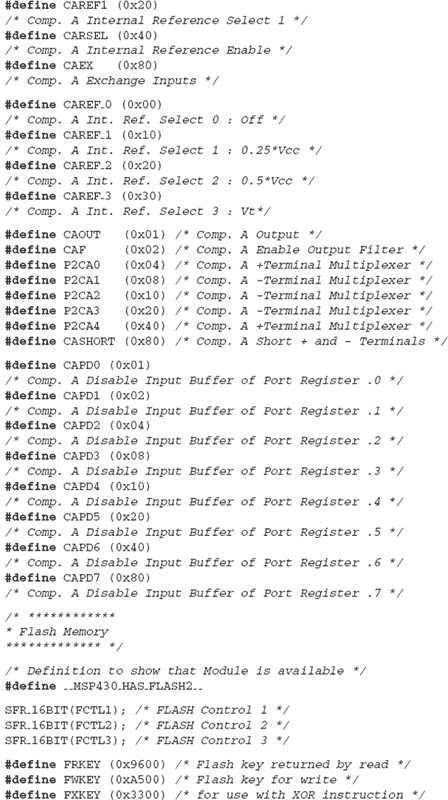 #define CAREF1 (0x20)
/* Comp. A Internal Reference Select 1 */
#define CARSEL (0x40)
/* Comp. A Internal Reference Enable */
#define CAEX (0x80)
/* Comp. A Exchange Inputs */
#define CAREF_0 (0x00)
/* Comp. A Int. Ref. Select 0 : Off */
#define CAREF_1 (0x10)
/* Comp. A Int. Ref. Select 1 : 0.25*Vcc */
#define CAREF_2 (0x20)
/* Comp. A Int. Ref. Select 2 : 0.5*Vcc */
#define CAREF_3 (0x30)
/* Comp. A Int. Ref. Select 3 : Vt*/
#define CAOUT (0x01) /* Comp. A Output */
#define CAF (0x02) /* Comp. A Enable Output Filter */
#define P2CA0 (0x04) /* Comp. A +Terminal Multiplexer */
#define P2CA1 (0x08) /* Comp. A -Terminal Multiplexer */
#define P2CA2 (0x10) /* Comp. A -Terminal Multiplexer */
#define P2CA3 (0x20) /* Comp. A -Terminal Multiplexer */
#define P2CA4 (0x40) /* Comp. A +Terminal Multiplexer */
#define CASHORT (0x80) /* Comp. A Short + and - Terminals */
#define CAPD0 (0x01)
/* Comp. A Disable Input Buffer of Port Register .0 */
#define CAPD1 (0x02)
/* Comp. A Disable Input Buffer of Port Register .1 */
#define CAPD2 (0x04)
/* Comp. A Disable Input Buffer of Port Register .2 */
#define CAPD3 (0x08)
/* Comp. A Disable Input Buffer of Port Register .3 */
#define CAPD4 (0x10)
/* Comp. A Disable Input Buffer of Port Register .4 */
#define CAPD5 (0x20)
/* Comp. A Disable Input Buffer of Port Register .5 */
#define CAPD6 (0x40)
/* Comp. A Disable Input Buffer of Port Register .6 */
#define CAPD7 (0x80)
/* Comp. A Disable Input Buffer of Port Register .7 */
/* ************
* Flash Memory
************* */
/* Definition to show that Module is available */
#define __MSP430_HAS_FLASH2__
SFR_16BIT(FCTL1); /* FLASH Control 1 */
SFR_16BIT(FCTL2); /* FLASH Control 2 */
SFR_16BIT(FCTL3); /* FLASH Control 3 */
#define FRKEY (0x9600) /* Flash key returned by read */
#define FWKEY (0xA500) /* Flash key for write */
#define FXKEY (0x3300) /* for use with XOR instruction */